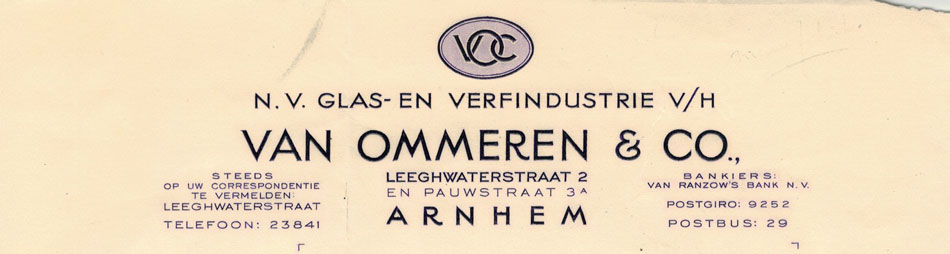 VOC
N.V. GLAS- EN VERFINDUSTRIE V/H
VAN OMMEREN & CO.,
STEEDS
OP UW CORRESPONDENTIE
TE VERMELDEN:
LEEGHWATERSTRAAT
TELEFOON: 23841
LEEGHWATERSTRAAT 2
EN PAUWSTRAAT 3A
ARNHEM
BANKIERS:
VAN RANZOW'S BANK N.V.
POSTGIRO: 9252
POSTBUS: 29